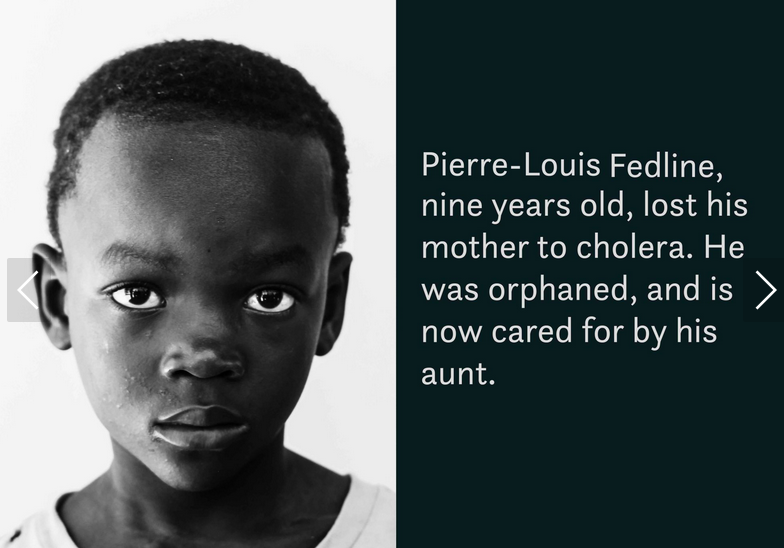 Pierre-Louis Fedline,
nine years old, lost his
mother to cholera. He
was orphaned, and is
now cared for by his
aunt.